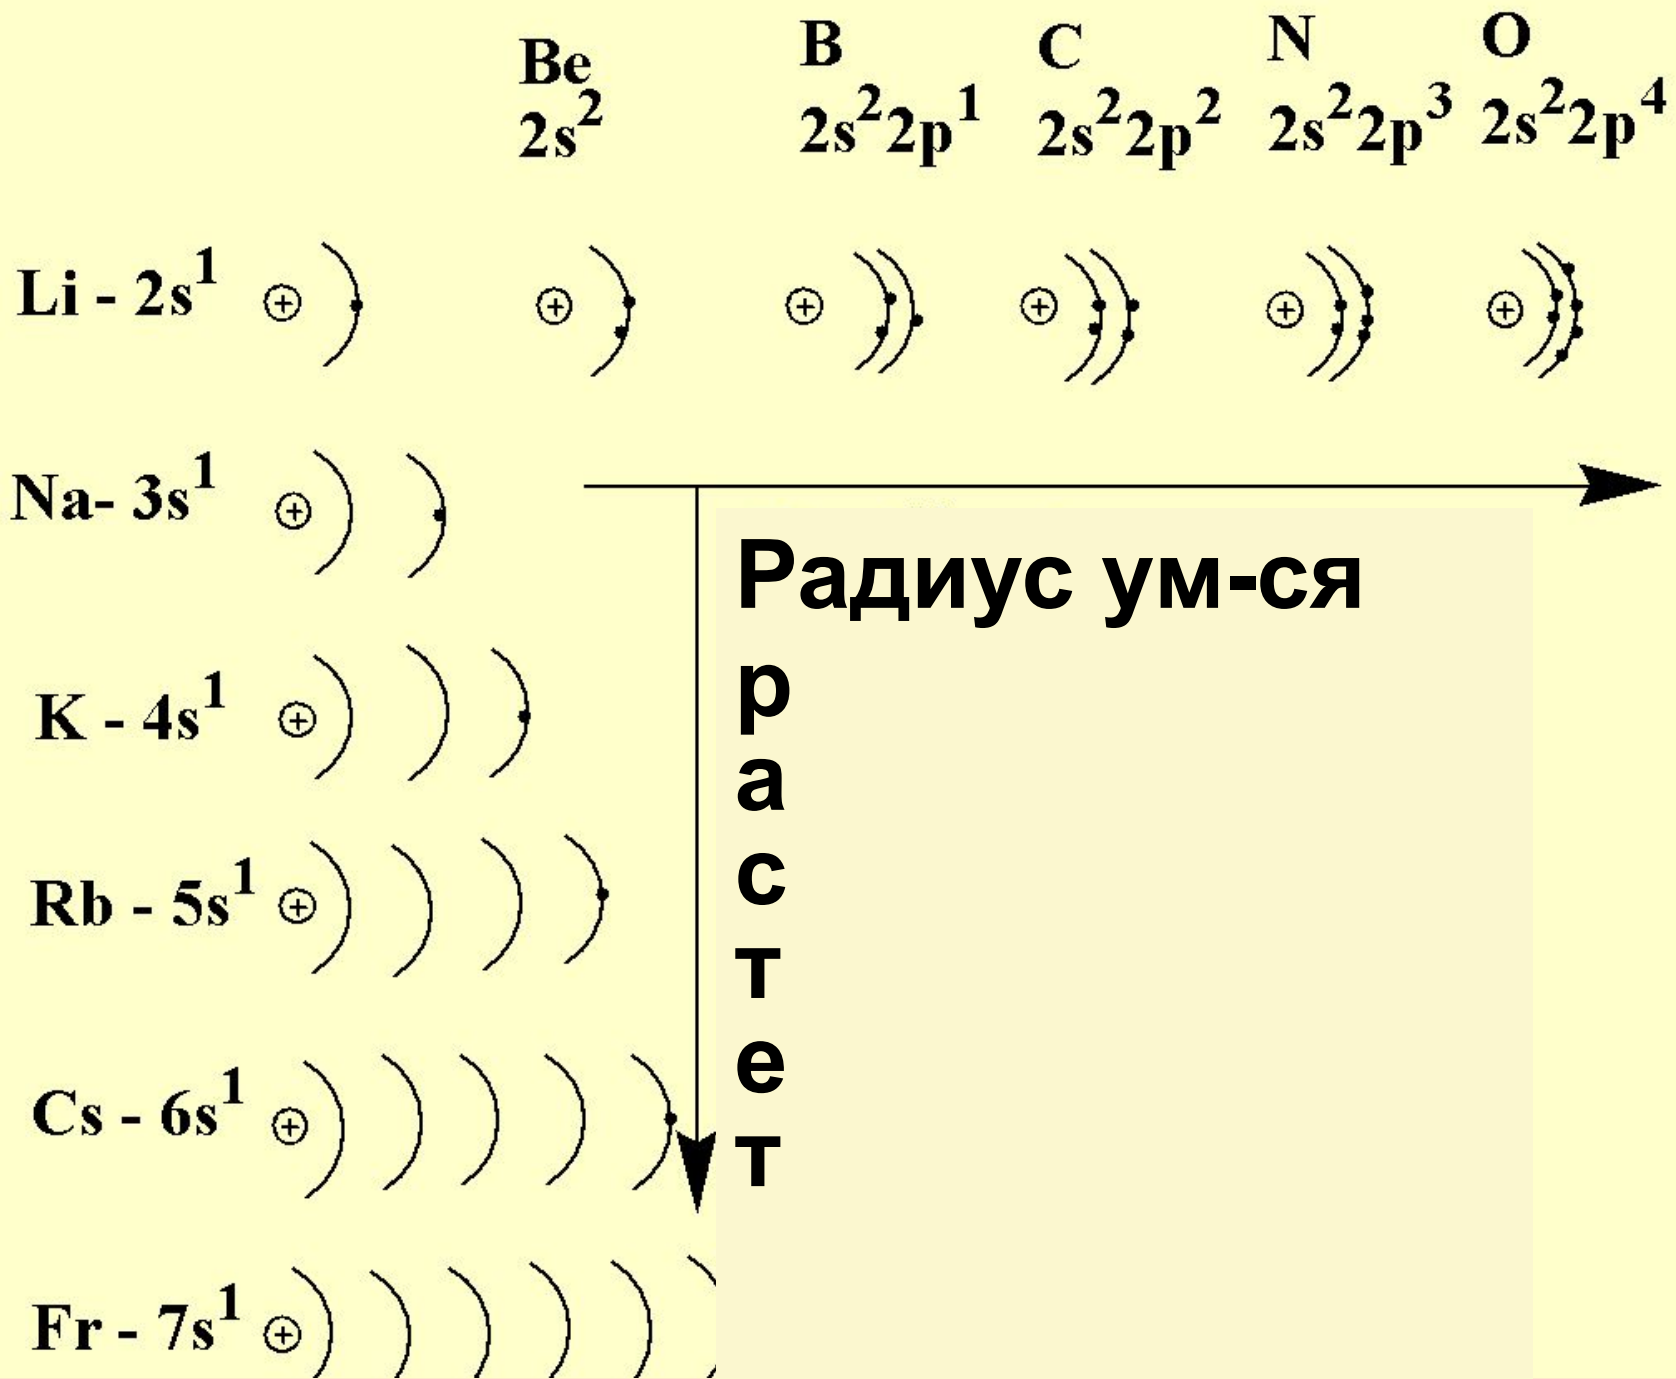 Be
2s²
B
2s²2p¹
C
2s²2p²
N
2s²2p³
O
2s²2p⁴
Li - 2s¹
Na- 3s¹
K - 4s¹
Rb - 5s¹
Cs - 6s¹
Fr - 7s¹
Радиус ум-ся
р
а
с
т
е
т